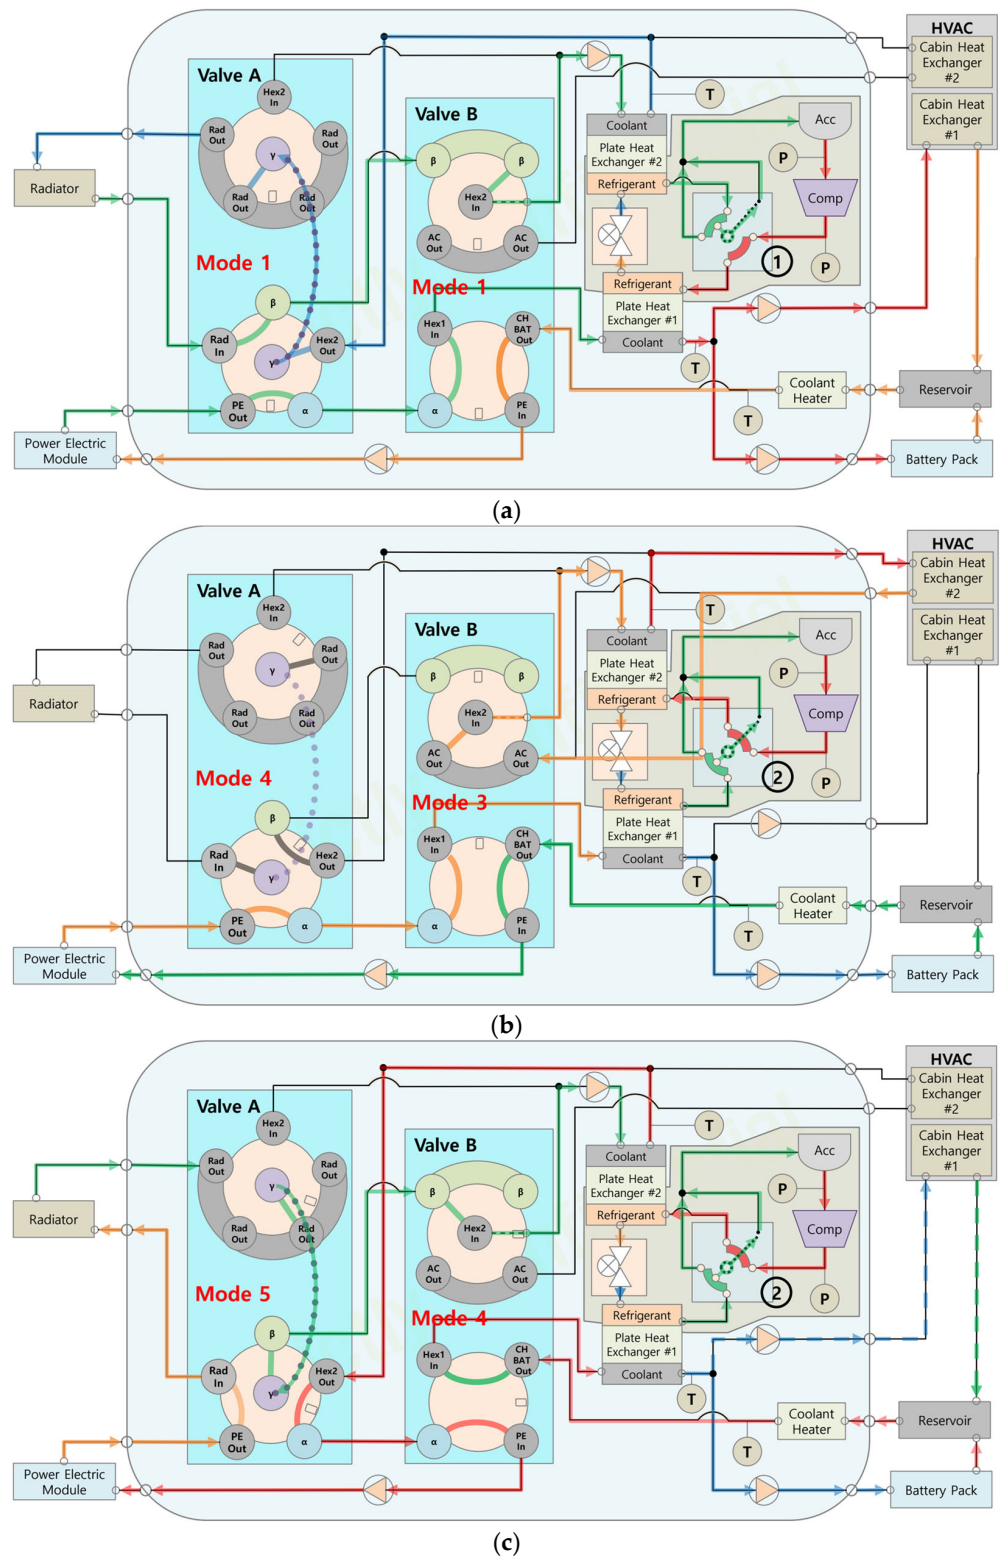 HVAC
Cabin Heat
Exchanger
#2
Cabin Heat
Exchanger
#1
Valve A
Hex2
In
Rad
Out
Rad
Out
γ
Rad
Out
Rad
Out
Mode 1
β
Rad
In
γ
Hex2
Out
PE
Out
α
Valve B
β
β
Hex2
In
AC
Out
AC
Out
Mode 1
Hex1
In
CH
BAT
Out
α
PE
In
Coolant
Plate Heat
Exchanger #2
Refrigerant
Refrigerant
Plate Heat
Exchanger #1
Coolant
T
Acc
P
Comp
P
1
T
T
Coolant
Heater
Reservoir
Battery Pack
Radiator
Power Electric
Module
(a)
HVAC
Cabin Heat
Exchanger
#2
Cabin Heat
Exchanger
#1
Valve A
Hex2
In
Rad
Out
Rad
Out
γ
Rad
Out
Rad
Out
Mode 4
β
Rad
In
γ
Hex2
Out
PE
Out
α
Valve B
β
β
Hex2
In
AC
Out
AC
Out
Mode 3
Hex1
In
CH
BAT
Out
α
PE
In
Coolant
Plate Heat
Exchanger #2
Refrigerant
Refrigerant
Plate Heat
Exchanger #1
Coolant
T
Acc
P
Comp
P
2
T
T
Coolant
Heater
Reservoir
Battery Pack
Radiator
Power Electric
Module
(b)
HVAC
Cabin Heat
Exchanger
#2
Cabin Heat
Exchanger
#1
Valve A
Hex2
In
Rad
Out
Rad
Out
γ
Rad
Out
Rad
Out
Mode 5
β
Rad
In
γ
Hex2
Out
PE
Out
α
Valve B
β
β
Hex2
In
AC
Out
AC
Out
Mode 4
Hex1
In
CH
BAT
Out
α
PE
In
Coolant
Plate Heat
Exchanger #2
Refrigerant
Refrigerant
Plate Heat
Exchanger #1
Coolant
T
Acc
P
Comp
P
2
T
T
Coolant
Heater
Reservoir
Battery Pack
Radiator
Power Electric
Module
(c)